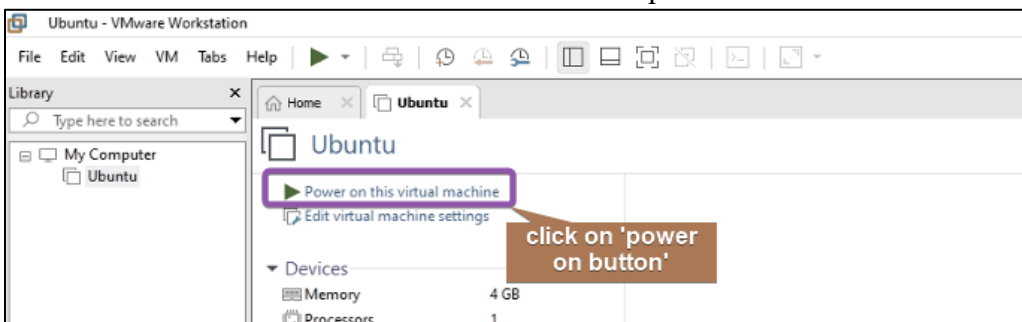 Ubuntu - VMware Workstation
File Edit View VM Tabs Help
Library
Type here to search
My Computer
Ubuntu
Home
Ubuntu
Ubuntu
Power on this virtual machine
Edit virtual machine settings
click on 'power
on button'
Devices
Memory 4 GB
Processors 1